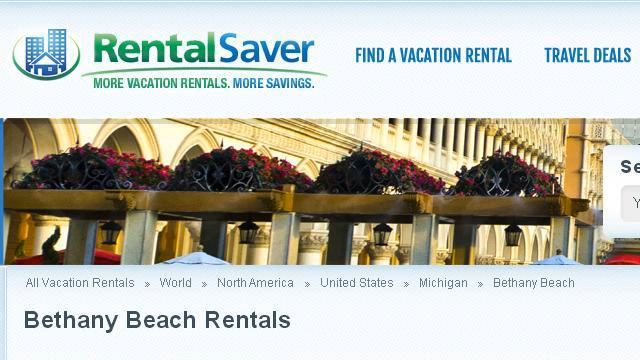 RentalSaver
MORE VACATION RENTALS. MORE SAVINGS.
FIND A VACATION RENTAL
TRAVEL DEALS
All Vacation Rentals » World » North America » United States » Michigan » Bethany Beach
Bethany Beach Rentals